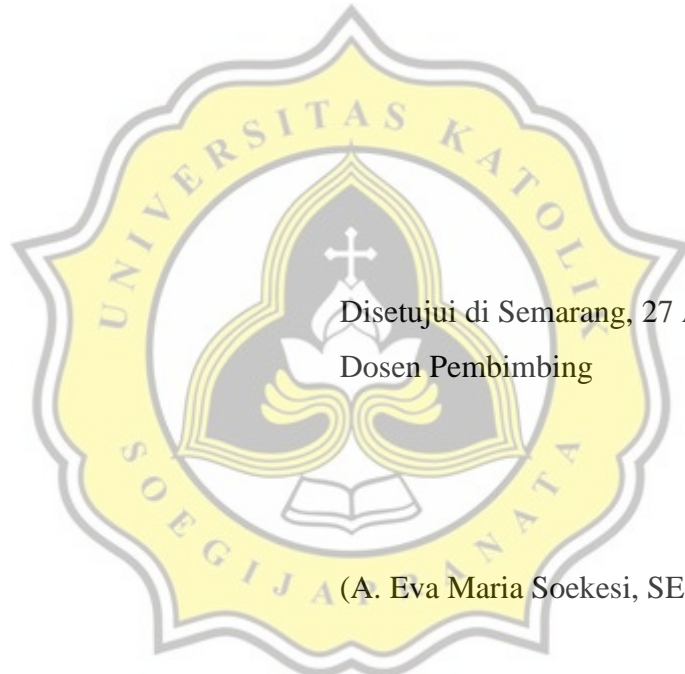 UNIVERSITAS KATOLIK
Disetujui di Semarang, 27
Dosen Pembimbing
SOEGIJAPRANATA
(A. Eva Maria Soekesi, SE